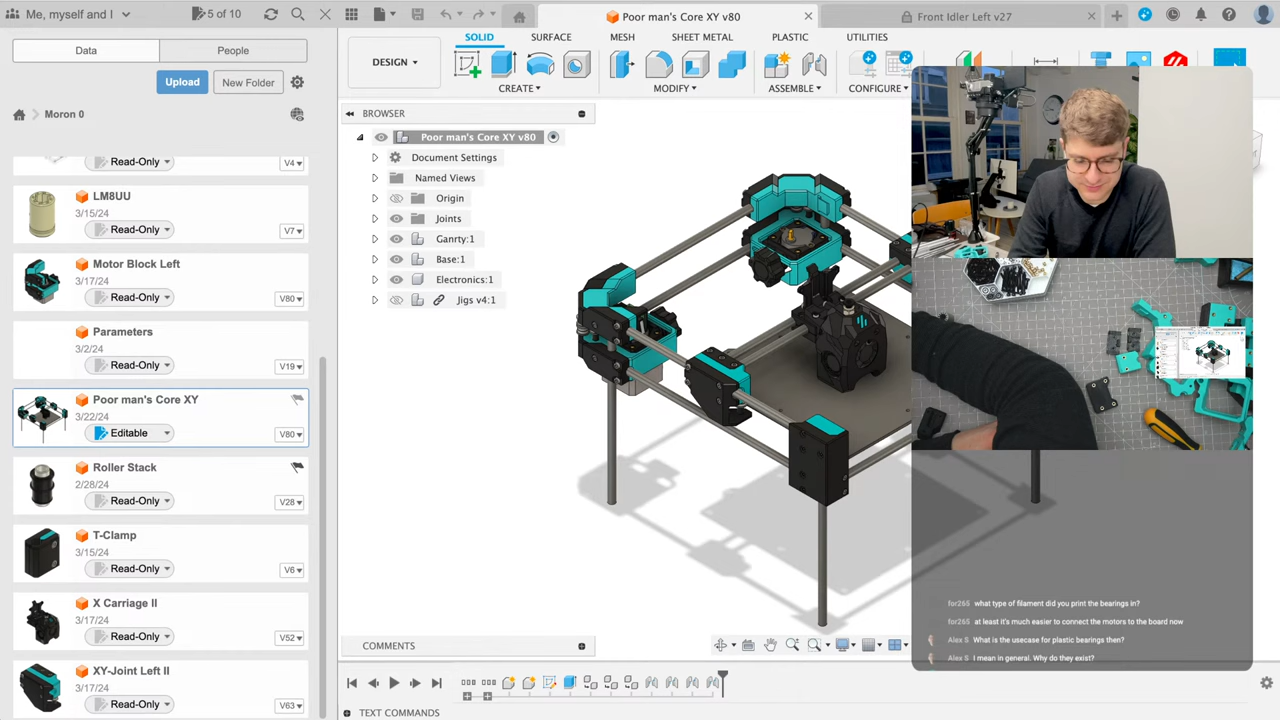 Me, myself and I
5 of 10
Poor man's Core XY v80
Front Idler Left v27
Data
People
Upload
New Folder
Moron 0
Read-Only
V4
LM8UU
3/15/24
Read-Only
V7
Motor Block Left
3/17/24
Read-Only
V80
Parameters
3/2/24
Read-Only
V19
Poor man's Core XY
3/22/24
Editable
V80
Roller Stack
2/28/24
Read-Only
V28
T-Clamp
3/15/24
Read-Only
V6
X Carriage II
3/17/24
Read-Only
V52
XY-Joint Left II
3/17/24
Read-Only
V63
DESIGN
SOLID
SURFACE
MESH
SHEET METAL
PLASTIC
UTILITIES
CREATE
MODIFY
ASSEMBLE
CONFIGURE
BROWSER
Poor man's Core XY v80
Document Settings
Named Views
Origin
Joints
Ganrty:1
Base:1
Electronics:1
Jigs v4:1
COMMENTS
TEXT COMMANDS
for265 what type of filament did you print the bearings in?
for265 at least it's much easier to connect the motors to the board now
Alex S What is the usecase for plastic bearings then?
Alex S I mean in general. Why do they exist?